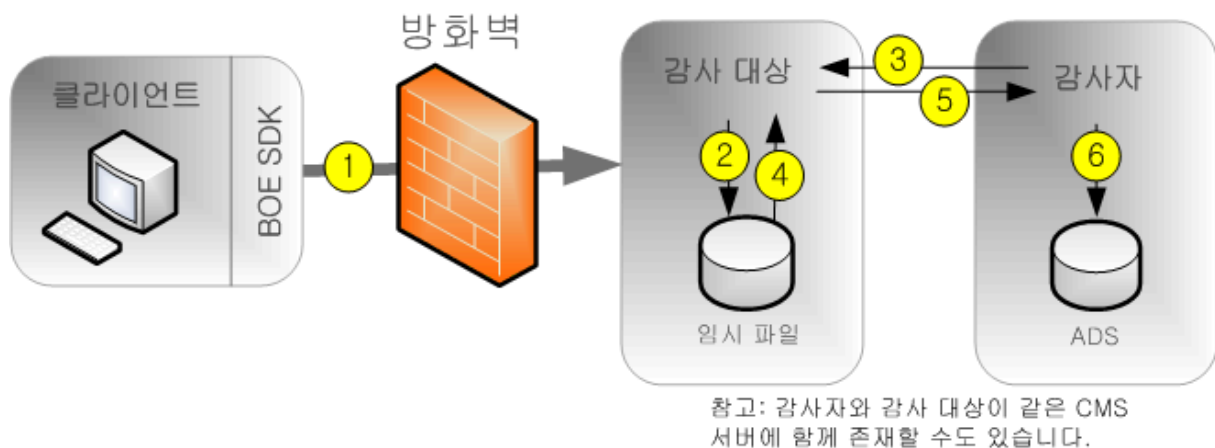 방화벽
클라이언트
BOE SDK
1
감사 대상
2
4
임시 파일
3
5
감사자
6
ADS
참고: 감사자와 감사 대상이 같은 CMS
서버에 함께 존재할 수도 있습니다.